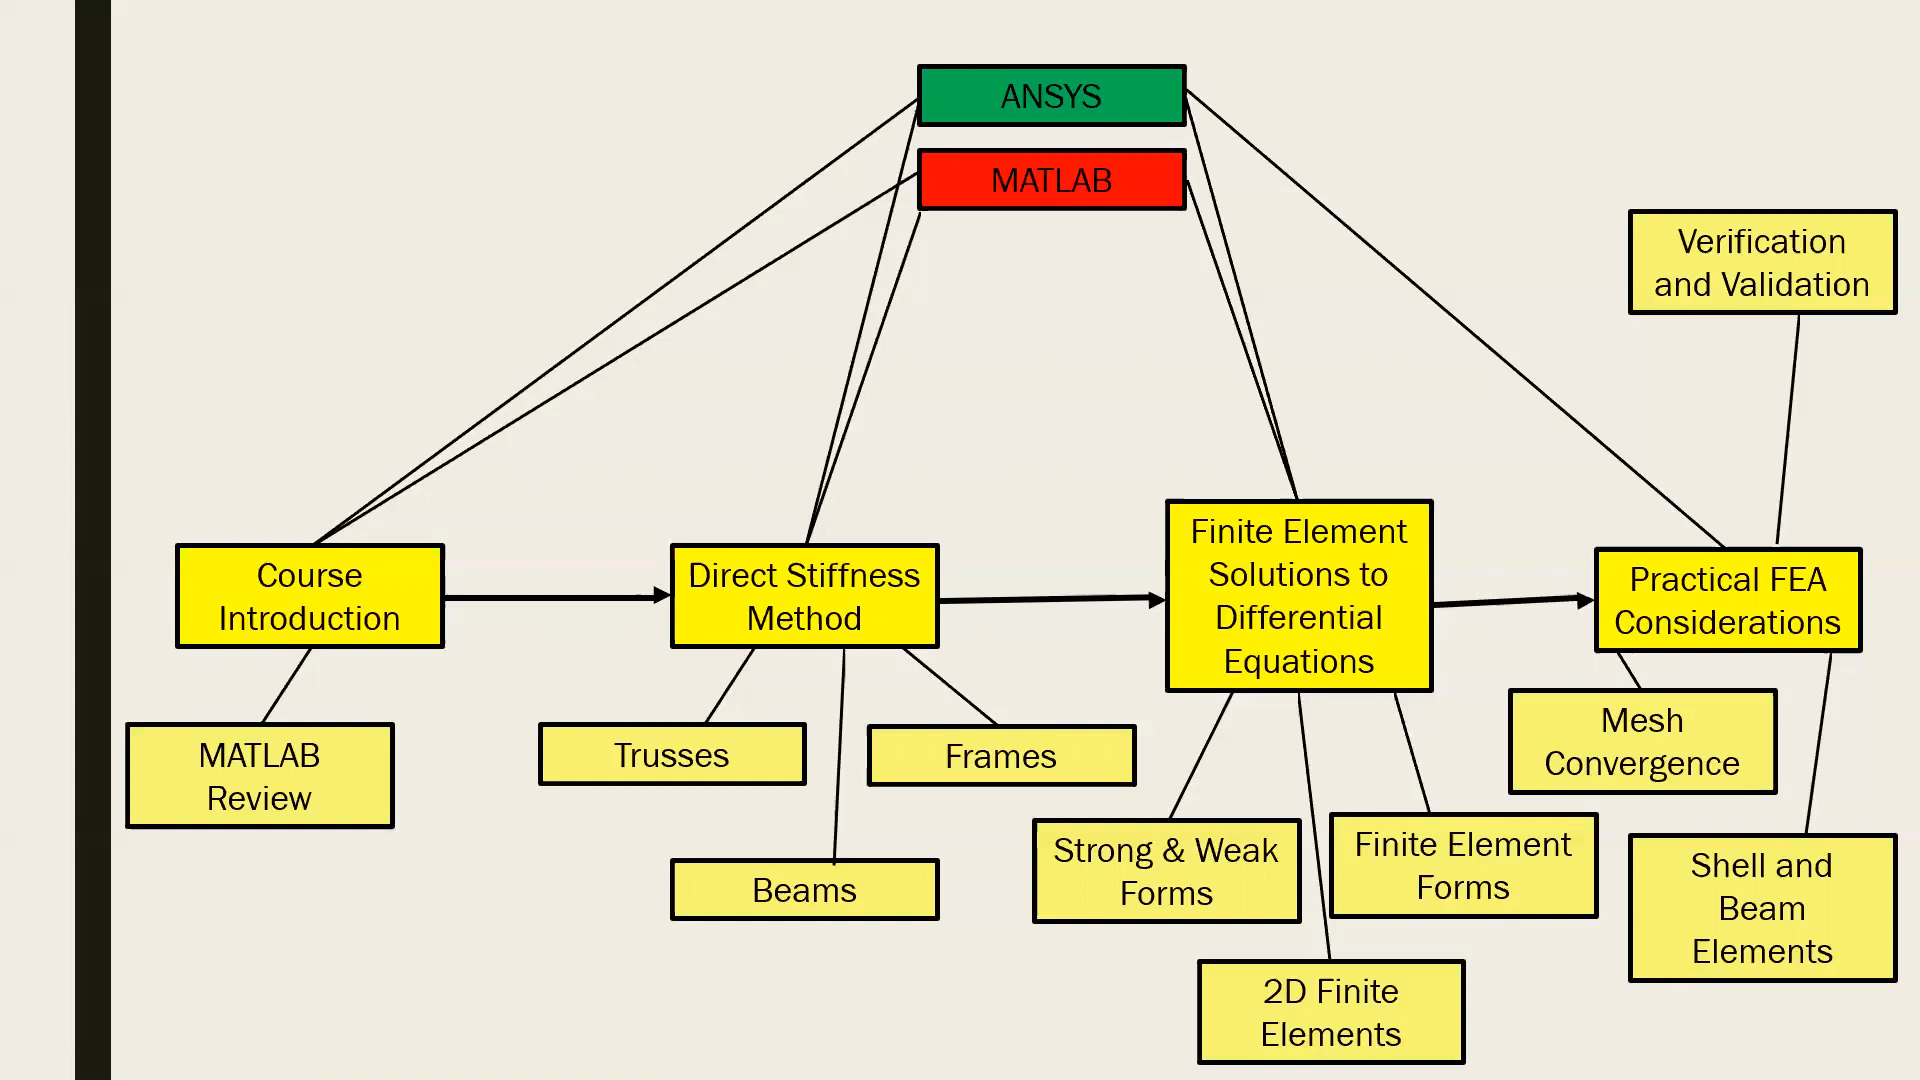 ANSYS
MATLAB
Verification
and Validation
Course
Introduction
Direct Stiffness
Method
Finite Element
Solutions to
Differential
Equations
Practical FEA
Considerations
MATLAB
Review
Trusses
Frames
Beams
Strong & Weak
Forms
Finite Element
Forms
2D Finite
Elements
Mesh
Convergence
Shell and
Beam
Elements